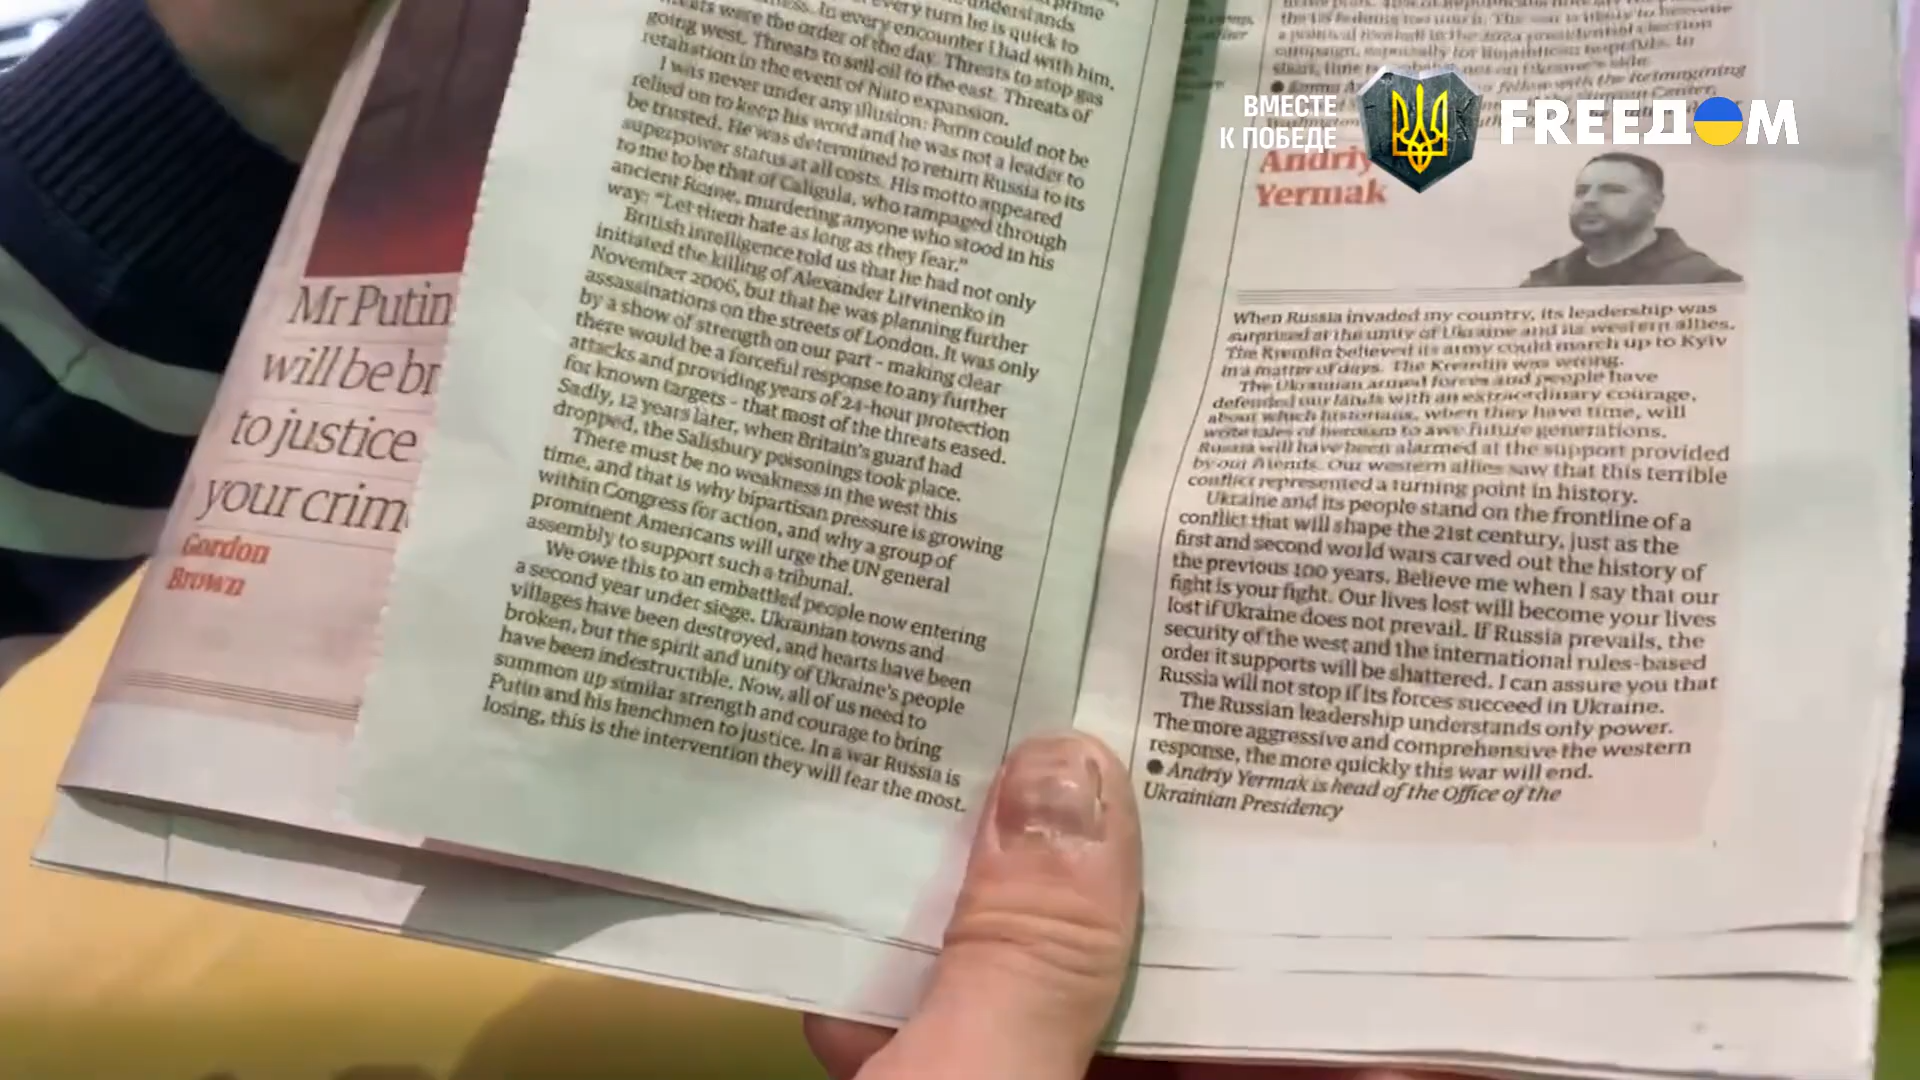 Mr Putin
will be br
to justice
your crim
Gordon
Brown
prime
understands
every turn he is quick to
In every encounter I had with him,
were the order of the day. Threats to stop gas
going west. Threats to sell oil to the east. Threats of
retaliation in the event of Nato expansion.
I was never under any illusion: Putin could not be
relied on to keep his word and he was not a leader to
be trusted. He was determined to return Russia to its
superpower status at all costs. His motto appeared
to me to be that of Caligula, who rampaged through
ancient Rome, murdering anyone who stood in his
way: “Let them hate as long as they fear.”
British intelligence told us that he had not only
initiated the killing of Alexander Litvinenko in
November 2006, but that he was planning further
assassinations on the streets of London. It was only
by a show of strength on our part – making clear
there would be a forceful response to any further
attacks and providing years of 24-hour protection
for known targets – that most of the threats eased.
Sadly, 12 years later, when Britain’s guard had
dropped, the Salisbury poisonings took place.
There must be no weakness in the west this
time, and that is why bipartisan pressure is growing
within Congress for action, and why a group of
prominent Americans will urge the UN general
assembly to support such a tribunal.
We owe this to an embattled people now entering
a second year under siege. Ukrainian towns and
villages have been destroyed, and hearts have been
broken, but the spirit and unity of Ukraine’s people
have been indestructible. Now, all of us need to
summon up similar strength and courage to bring
Putin and his henchmen to justice. In a war Russia is
losing, this is the intervention they will fear the most.
ВМЕСТЕ
К ПОБЕДЕ
FREEДOM
Andriy
Yermak
When Russia invaded my country, its leadership was
surprised at the unity of Ukraine and its western allies.
The Kremlin believed its army could march up to Kyiv
in a matter of days. The Kremlin was wrong.
The Ukrainian armed forces and people have
defended our lands with an extraordinary courage,
about which historians, when they have time, will
write tales of heroism to awe future generations.
Russia will have been alarmed at the support provided
by our friends. Our western allies saw that this terrible
conflict represented a turning point in history.
Ukraine and its people stand on the frontline of a
conflict that will shape the 21st century, just as the
first and second world wars carved out the history of
the previous 100 years. Believe me when I say that our
fight is your fight. Our lives lost will become your lives
lost if Ukraine does not prevail. If Russia prevails, the
security of the west and the international rules-based
order it supports will be shattered. I can assure you that
Russia will not stop if its forces succeed in Ukraine.
The Russian leadership understands only power.
The more aggressive and comprehensive the western
response, the more quickly this war will end.
● Andriy Yermak is head of the Office of the
Ukrainian Presidency